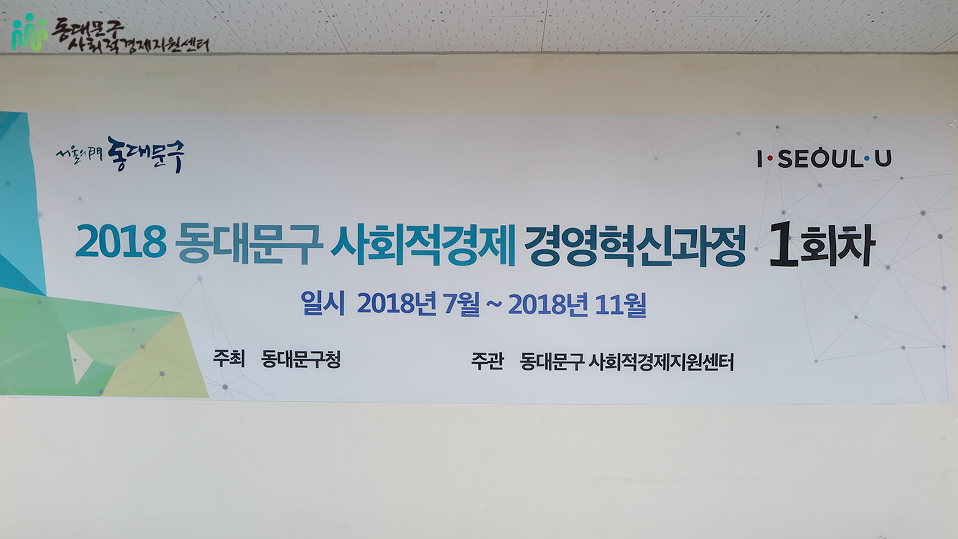 동대문구
사회적경제지원센터
서울의門 동대문구
I·SEOUL·U
2018 동대문구 사회적경제 경영혁신과정 1회차
일시 2018년 7월 ~ 2018년 11월
주최 동대문구청
주관 동대문구 사회적경제지원센터